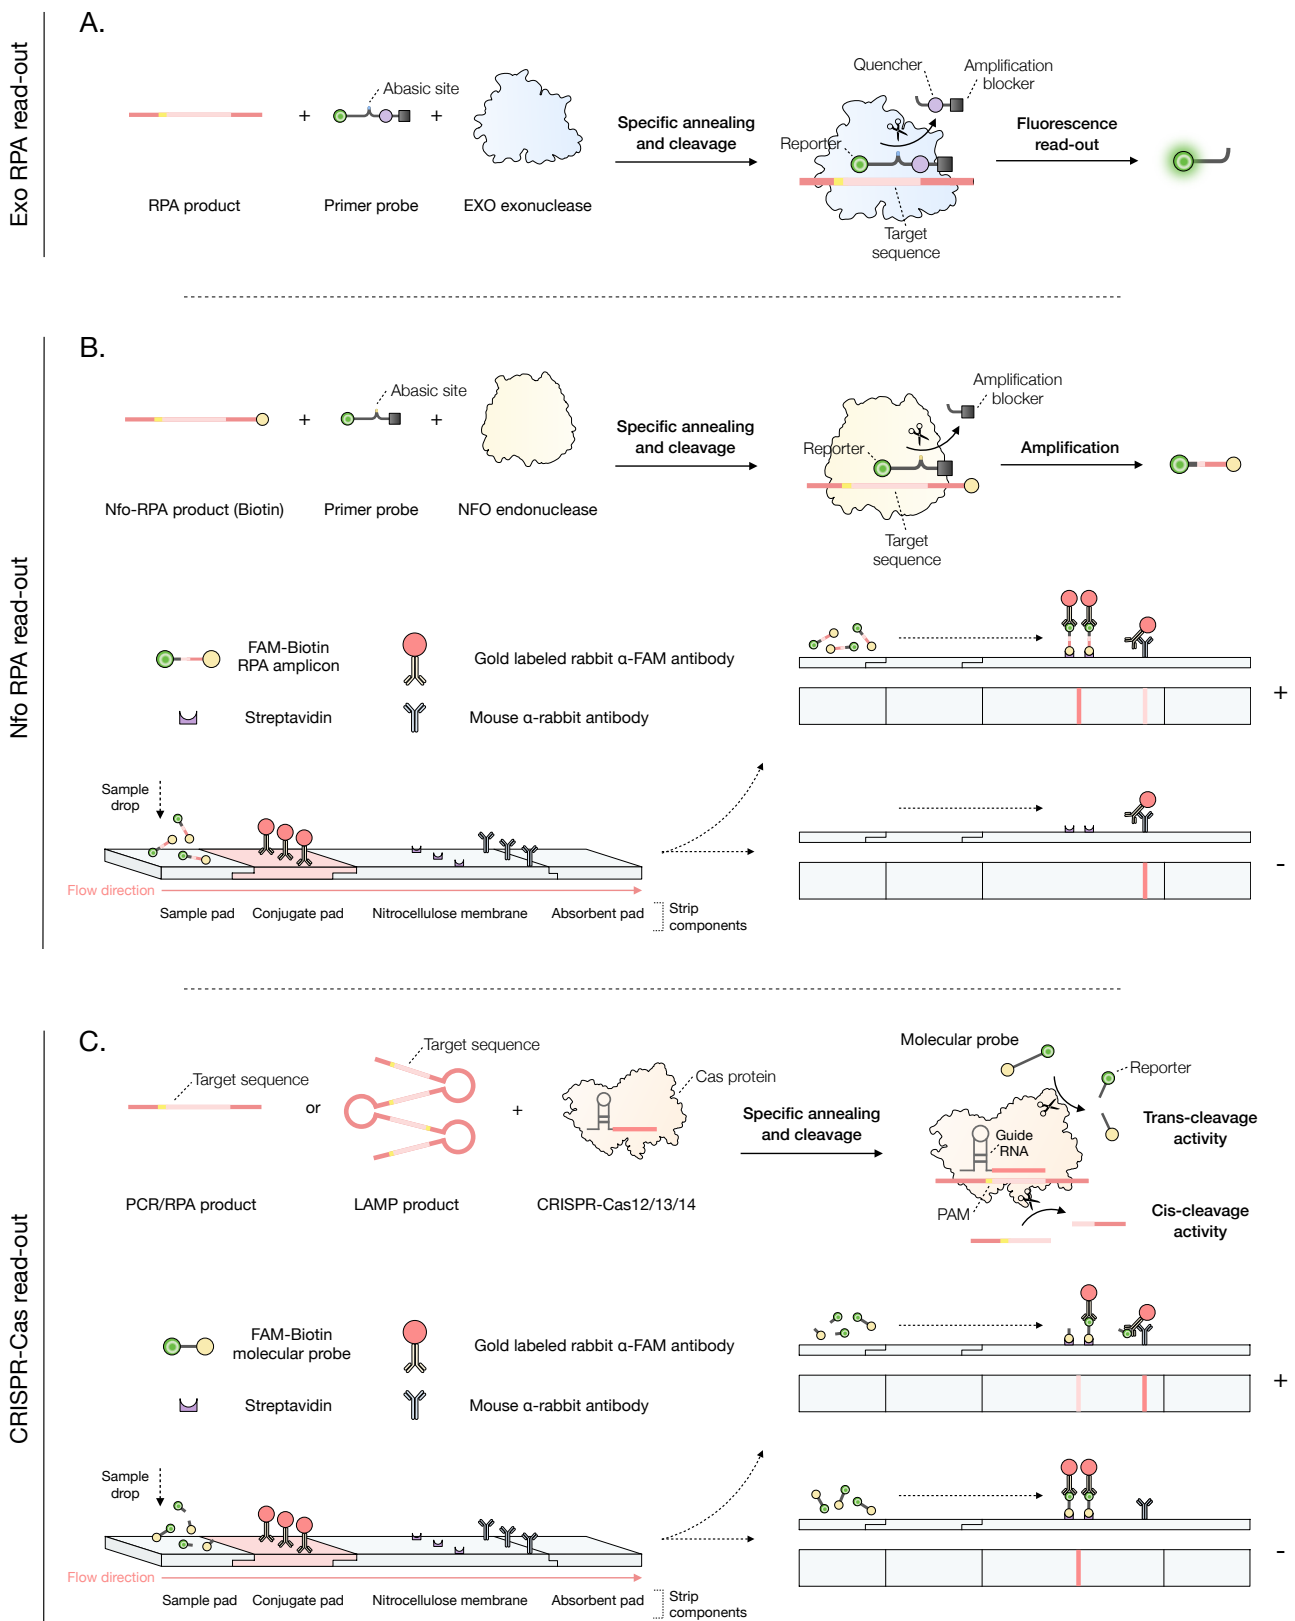 Exo RPA read-out
A.
Abasic site
+
+
RPA product
Primer probe
EXO exonuclease
Specific annealing
and cleavage
Quencher
Amplification
blocker
Reporter
Target
sequence
Fluorescence
read-out
Nfo RPA read-out
B.
Abasic site
+
+
Nfo-RPA product (Biotin)
Primer probe
NFO endonuclease
Specific annealing
and cleavage
Amplification
blocker
Reporter
Target
sequence
Amplification
FAM-Biotin
RPA amplicon
Gold labeled rabbit α-FAM antibody
Streptavidin
Mouse α-rabbit antibody
+
Sample
drop
Flow direction
Sample pad
Conjugate pad
Nitrocellulose membrane
Absorbent pad
Strip
components
-
CRISPR-Cas read-out
C.
Target sequence
Target sequence
or
+
Cas protein
PCR/RPA product
LAMP product
CRISPR-Cas12/13/14
Specific annealing
and cleavage
Molecular probe
Reporter
Trans-cleavage
activity
Guide
RNA
PAM
Cis-cleavage
activity
FAM-Biotin
molecular probe
Gold labeled rabbit α-FAM antibody
Streptavidin
Mouse α-rabbit antibody
+
Sample
drop
Flow direction
Sample pad
Conjugate pad
Nitrocellulose membrane
Absorbent pad
Strip
components
-